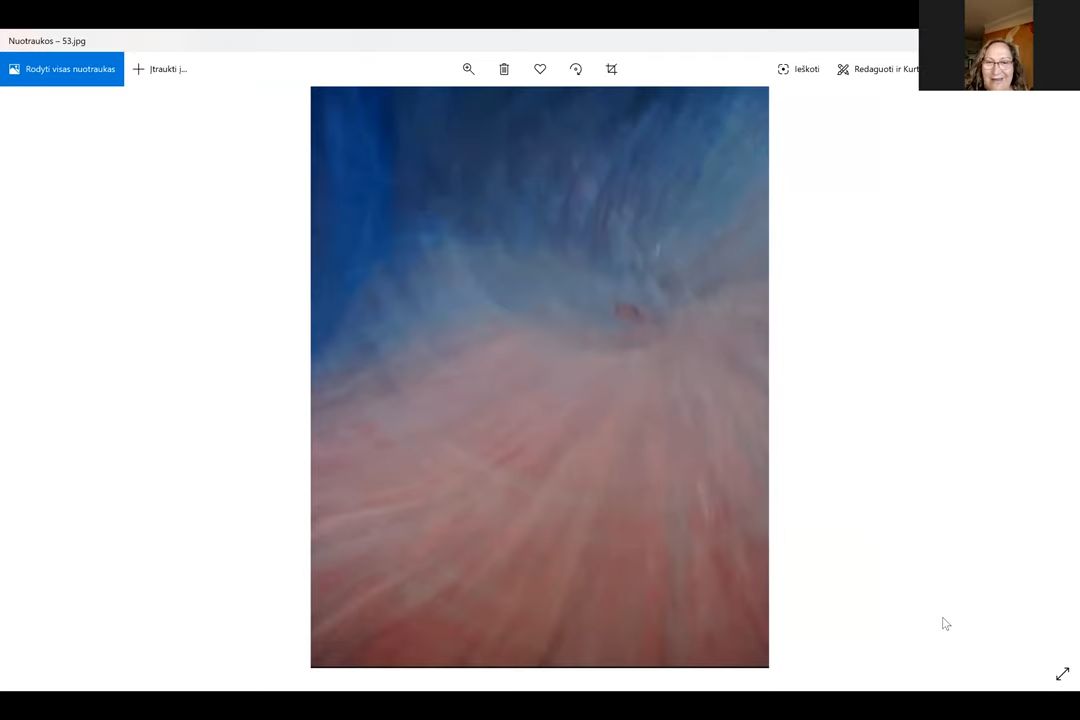 Nuotraukos – 53.jpg
Rodyti visas nuotraukas
Įtraukti į...
Ieškoti
Redaguoti ir Kurt